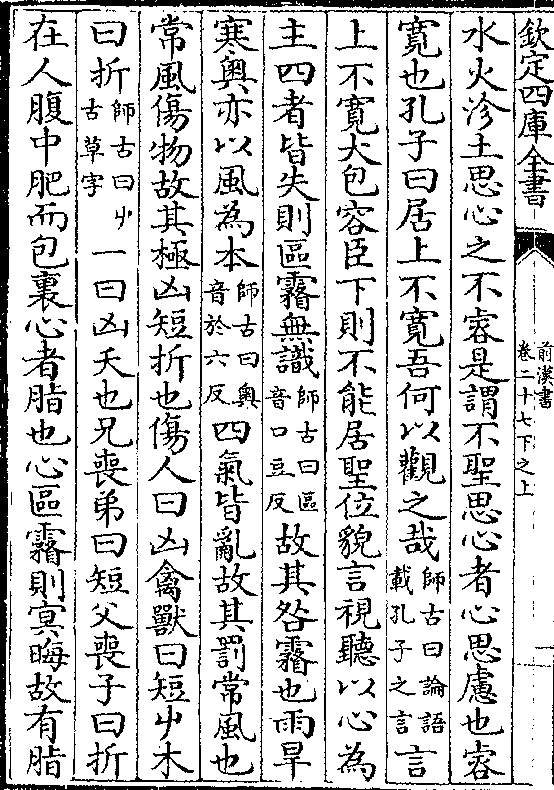 欽定四庫全書
前漢書
卷二十七下之上
水火沴土思心之不㝐是謂不聖思心者心思慮也㝐
寛也孔子曰居上不寛吾何以觀之哉師古曰論語載孔子之言言
上不寛大包容臣下則不能居聖位貌言視聽以心為
主四者皆失則區霿無識師古曰區音口豆反故其咎霿也雨旱
寒奥亦以風為本師古曰奥音於六反四氣皆亂故其罰常風也
常風傷物故其極凶短折也傷人曰凶禽獸曰短屮木
曰折師古曰屮古草字一曰凶夭也兄喪弟曰短父喪子曰折
在人腹中肥而包裹心者脂也心區霿則㝠晦故有脂